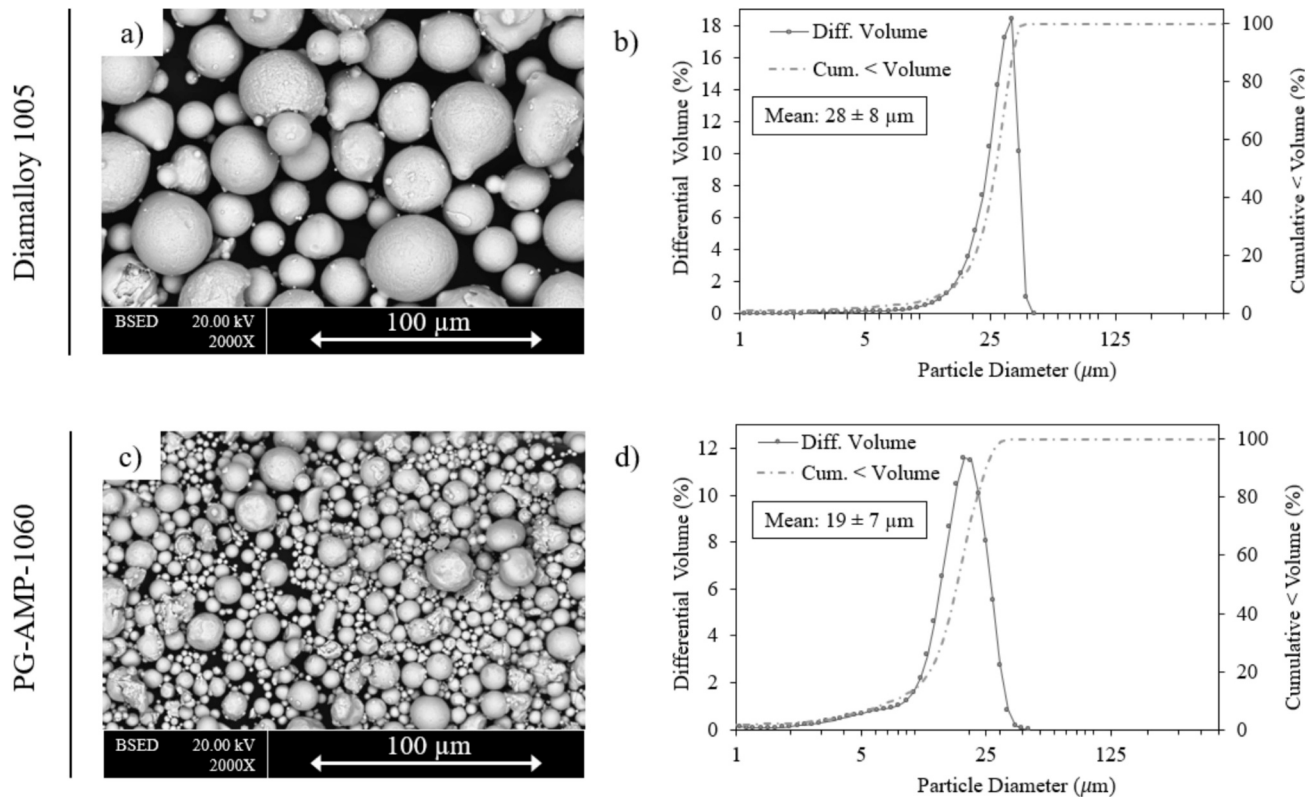 Diamalloy 1005
a)
BSED
20.00 kV
2000X
100 µm
b)
Diff. Volume
Cum. < Volume
Mean: 28 ± 8 µm
Differential Volume (%)
18
16
14
12
10
8
6
4
2
0
Cumulative < Volume (%)
100
80
60
40
20
0
1
5
25
125
Particle Diameter (µm)
PG-AMP-1060
c)
BSED
20.00 kV
2000X
100 µm
d)
Diff. Volume
Cum. < Volume
Mean: 19 ± 7 µm
Differential Volume (%)
12
10
8
6
4
2
0
Cumulative < Volume (%)
100
80
60
40
20
0
1
5
25
125
Particle Diameter (µm)